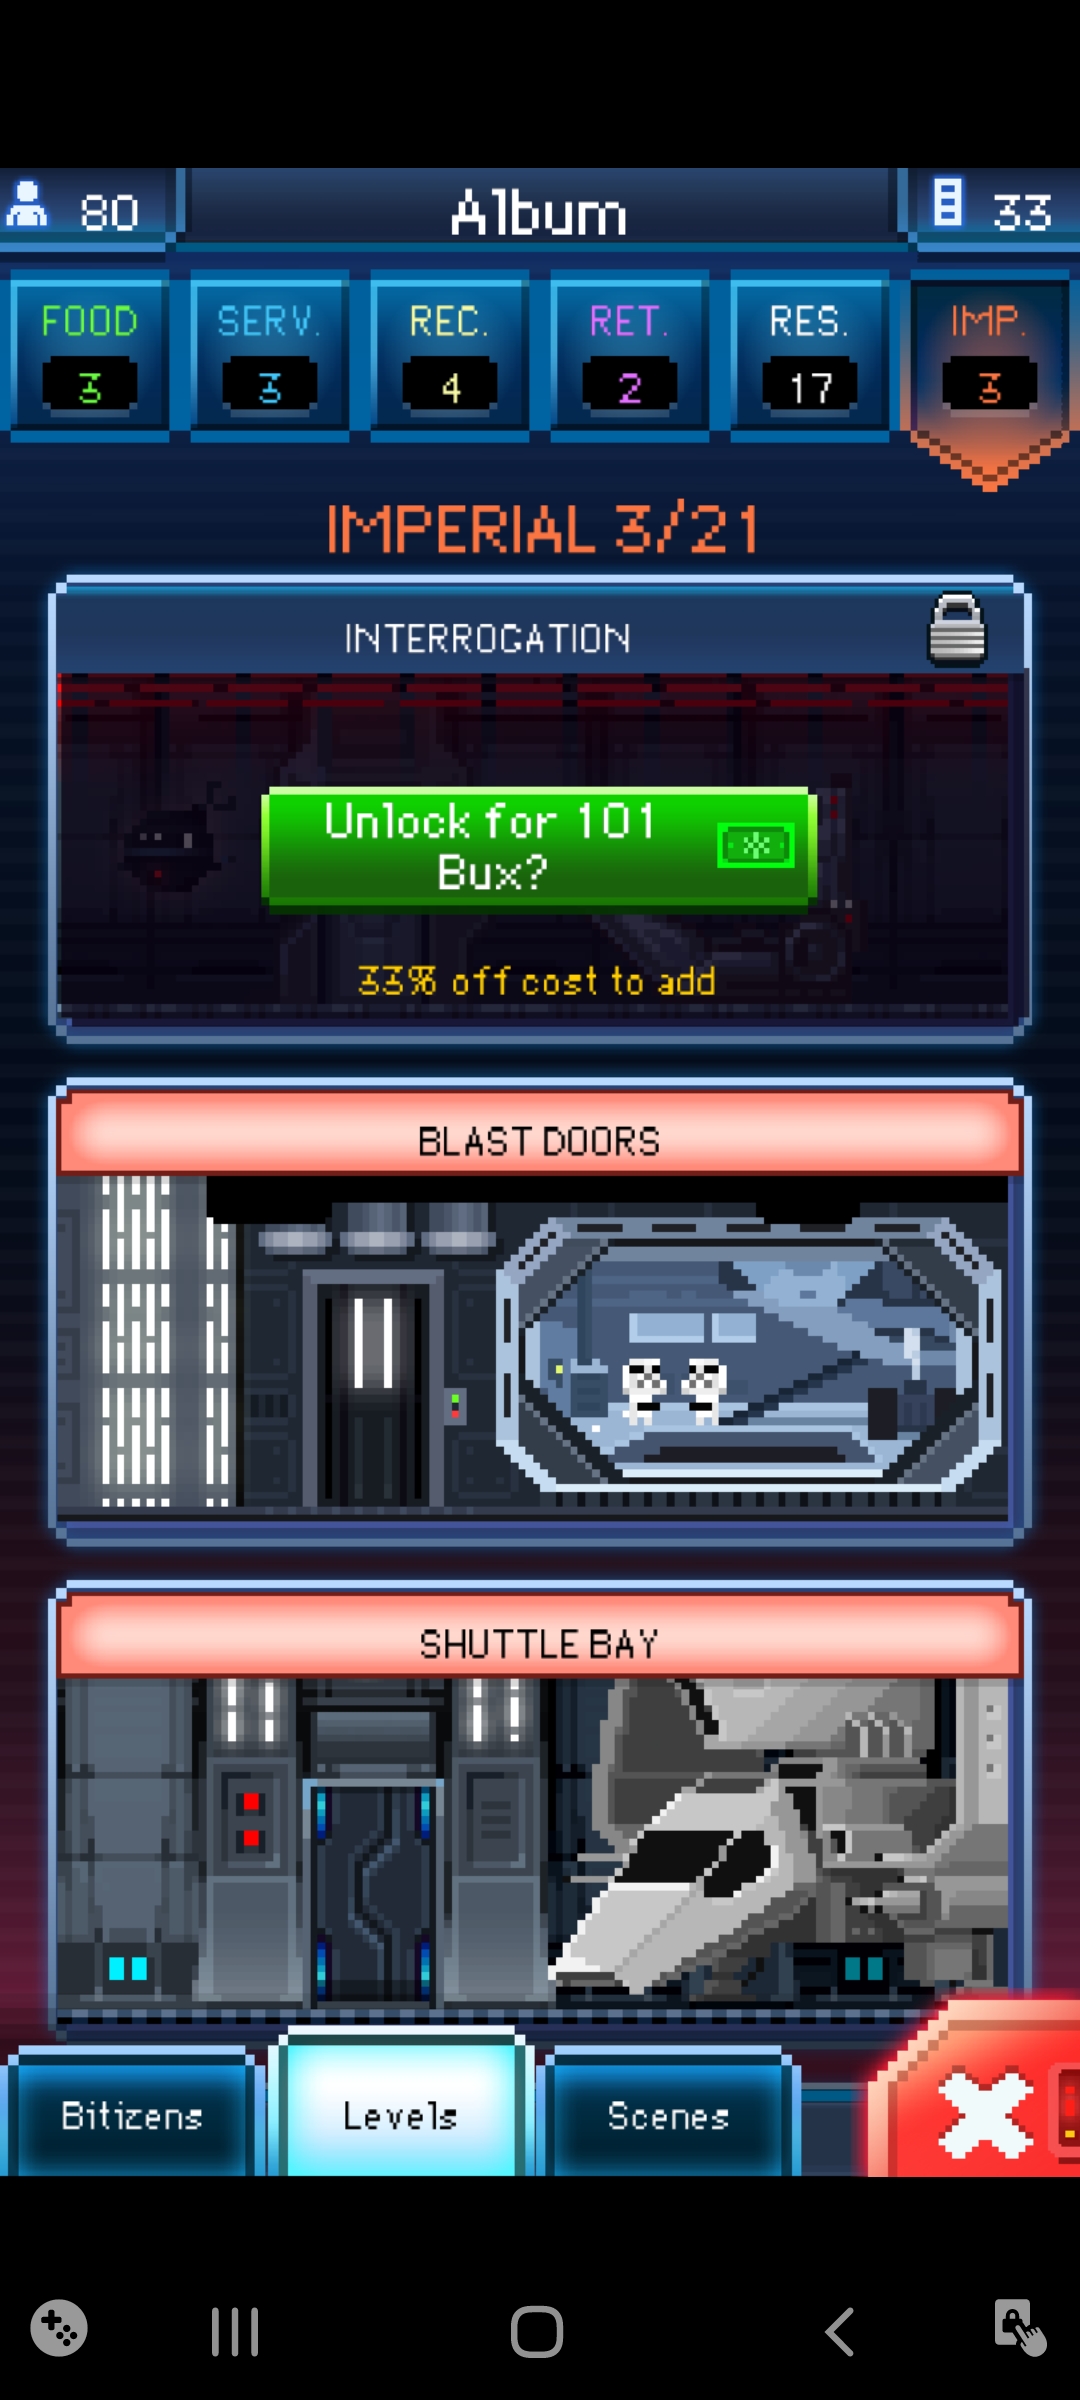 80
Album
33
FOOD
SERV.
REC.
RET.
RES.
IMP.
3
3
4
2
17
3
IMPERIAL 3/21
INTERROGATION
Unlock for 101
Bux?
33% off cost to add
BLAST DOORS
SHUTTLE BAY
Bitizens
Levels
Scenes